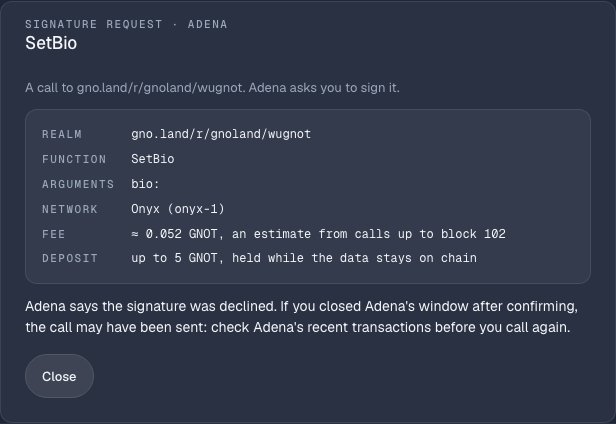 SIGNATURE REQUEST · ADENA
SetBio
A call to gno.land/r/gnoland/wugnot. Adena asks you to sign it.
REALM gno.land/r/gnoland/wugnot
FUNCTION SetBio
ARGUMENTS bio:
NETWORK Onyx (onyx-1)
FEE ≈ 0.052 GNOT, an estimate from calls up to block 102
DEPOSIT up to 5 GNOT, held while the data stays on chain
Adena says the signature was declined. If you closed Adena's window after confirming,
the call may have been sent: check Adena's recent transactions before you call again.
Close